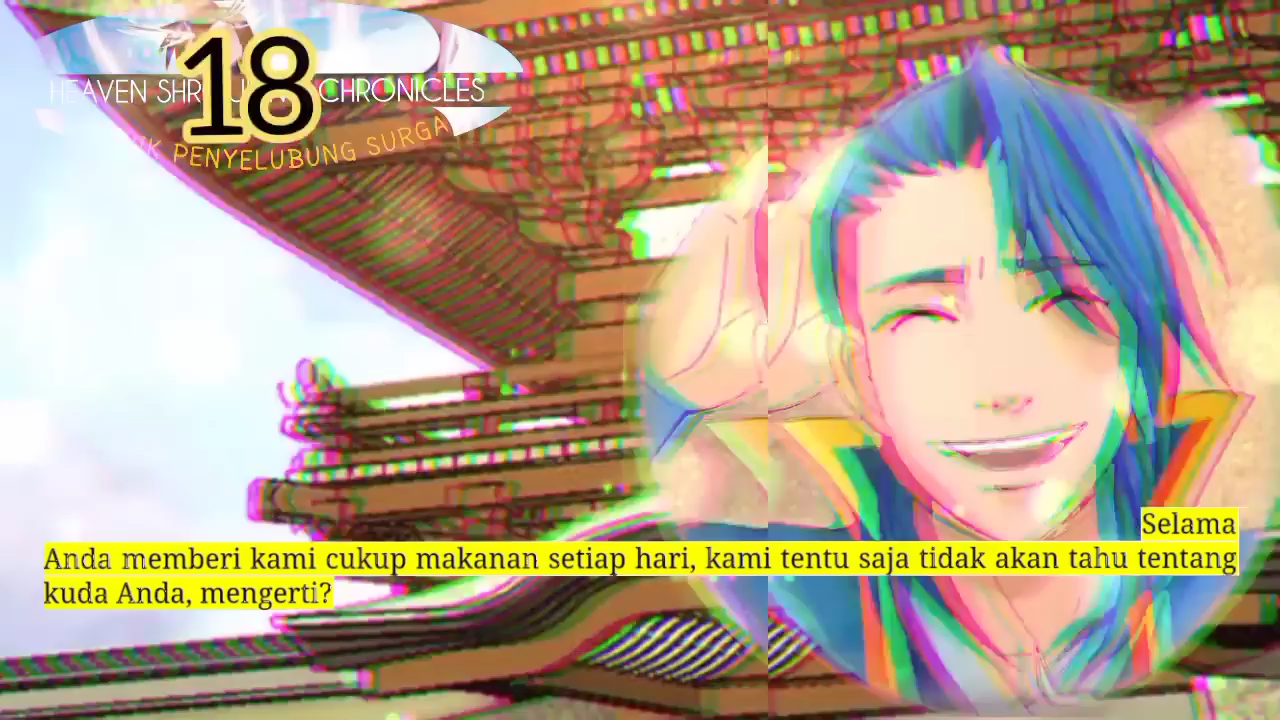 18
HEAVEN CHRONICLES
PENYELUBUNG SURGA
Selama
Anda memberi kami cukup makanan setiap hari, kami tentu saja tidak akan tahu tentang
kuda Anda, mengerti?